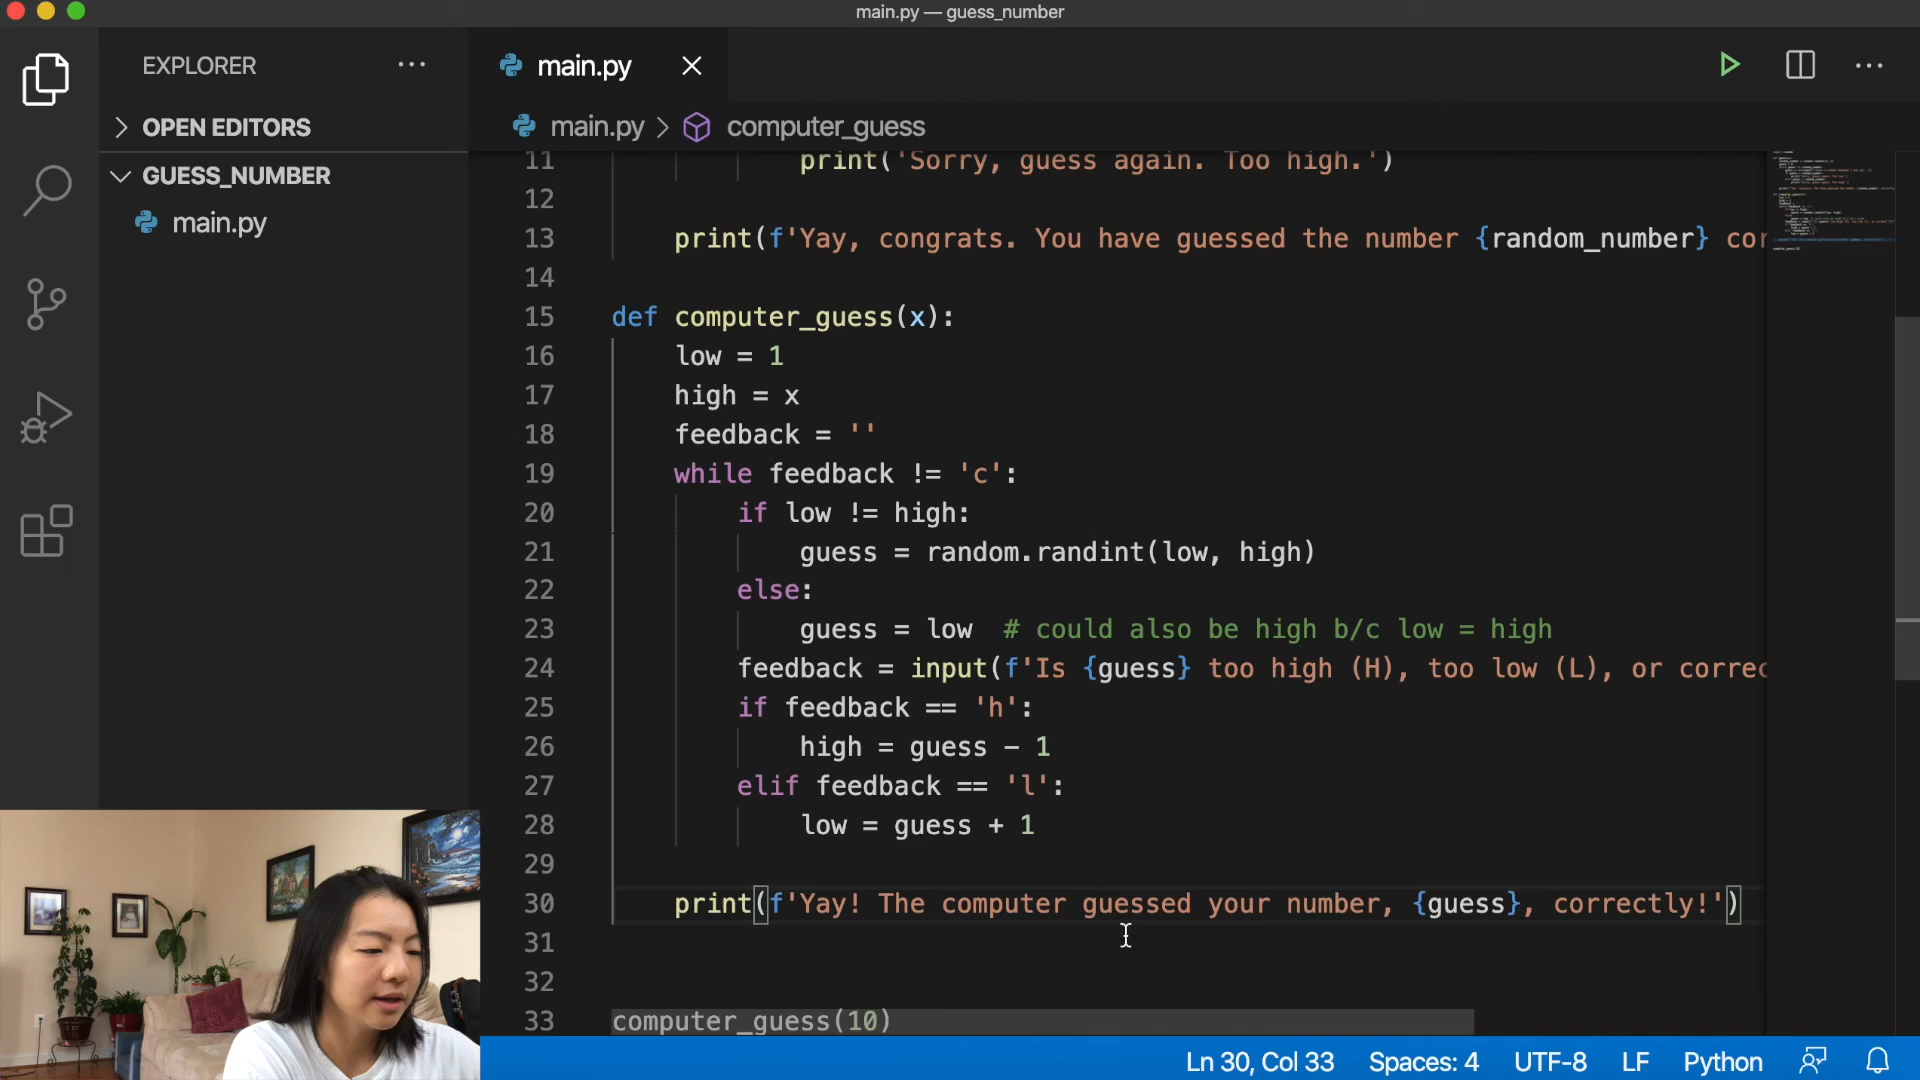 main.py — guess_number
EXPLORER
main.py
OPEN EDITORS
main.py > computer_guess
GUESS_NUMBER
main.py
11 print('Sorry, guess again. Too high.')
12
13 print(f'Yay, congrats. You have guessed the number {random_number} cor
14
15 def computer_guess(x):
16 low = 1
17 high = x
18 feedback = ''
19 while feedback != 'c':
20 if low != high:
21 guess = random.randint(low, high)
22 else:
23 guess = low # could also be high b/c low = high
24 feedback = input(f'Is {guess} too high (H), too low (L), or correc
25 if feedback == 'h':
26 high = guess - 1
27 elif feedback == 'l':
28 low = guess + 1
29
30 print(f'Yay! The computer guessed your number, {guess}, correctly!')
31
32
33 computer_guess(10)
Ln 30, Col 33 Spaces: 4 UTF-8 LF Python